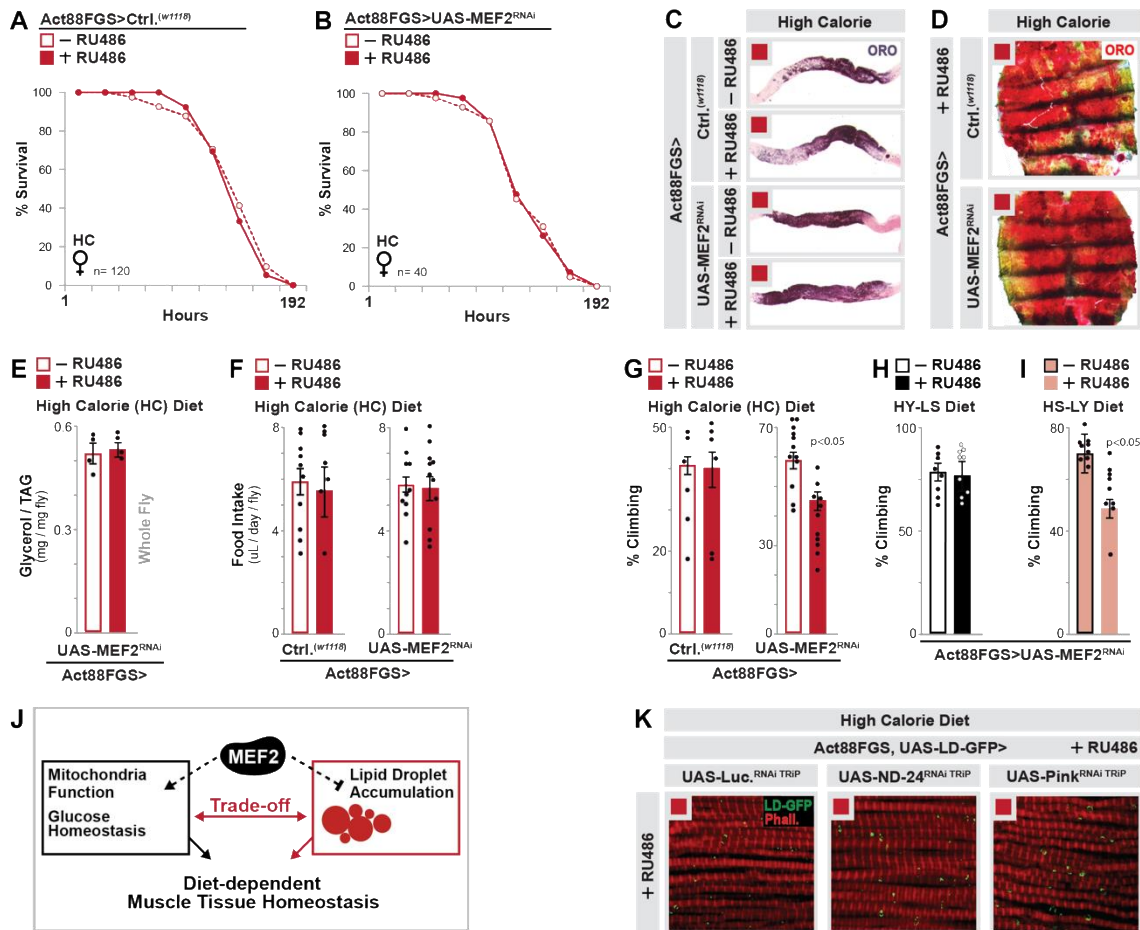 A
Act88FGS>Ctrl.(w1118)
– RU486
+ RU486
% Survival
100
80
60
40
20
0
HC
♀
n= 120
1
192
Hours
B
Act88FGS>UAS-MEF2RNAi
– RU486
+ RU486
% Survival
100
80
60
40
20
0
HC
♀
n= 40
1
192
Hours
C
High Calorie
Act88FGS>
Ctrl.(w1118)
UAS-MEF2RNAi
– RU486
+ RU486
– RU486
+ RU486
ORO
D
High Calorie
+ RU486
Act88FGS>
Ctrl.(w1118)
UAS-MEF2RNAi
ORO
E
– RU486
+ RU486
High Calorie (HC) Diet
Glycerol / TAG
(mg / mg fly)
0.6
0.3
0
Whole Fly
UAS-MEF2RNAi
Act88FGS>
F
– RU486
+ RU486
High Calorie (HC) Diet
Food Intake
(uL / day / fly)
8
4
0
8
4
0
Ctrl.(w1118)
UAS-MEF2RNAi
Act88FGS>
G
– RU486
+ RU486
High Calorie (HC) Diet
% Climbing
50
20
0
70
30
0
p<0.05
Ctrl.(w1118)
UAS-MEF2RNAi
Act88FGS>
H
– RU486
+ RU486
HY-LS Diet
% Climbing
100
75
0
I
– RU486
+ RU486
HS-LY Diet
% Climbing
80
40
0
p<0.05
Act88FGS>UAS-MEF2RNAi
J
MEF2
Mitochondria
Function
Glucose
Homeostasis
Trade-off
Lipid Droplet
Accumulation
Diet-dependent
Muscle Tissue Homeostasis
K
High Calorie Diet
Act88FGS, UAS-LD-GFP>
+ RU486
UAS-Luc.RNAi TRiP
UAS-ND-24RNAi TRiP
UAS-PinkRNAi TRiP
+ RU486
LD-GFP
Phall.